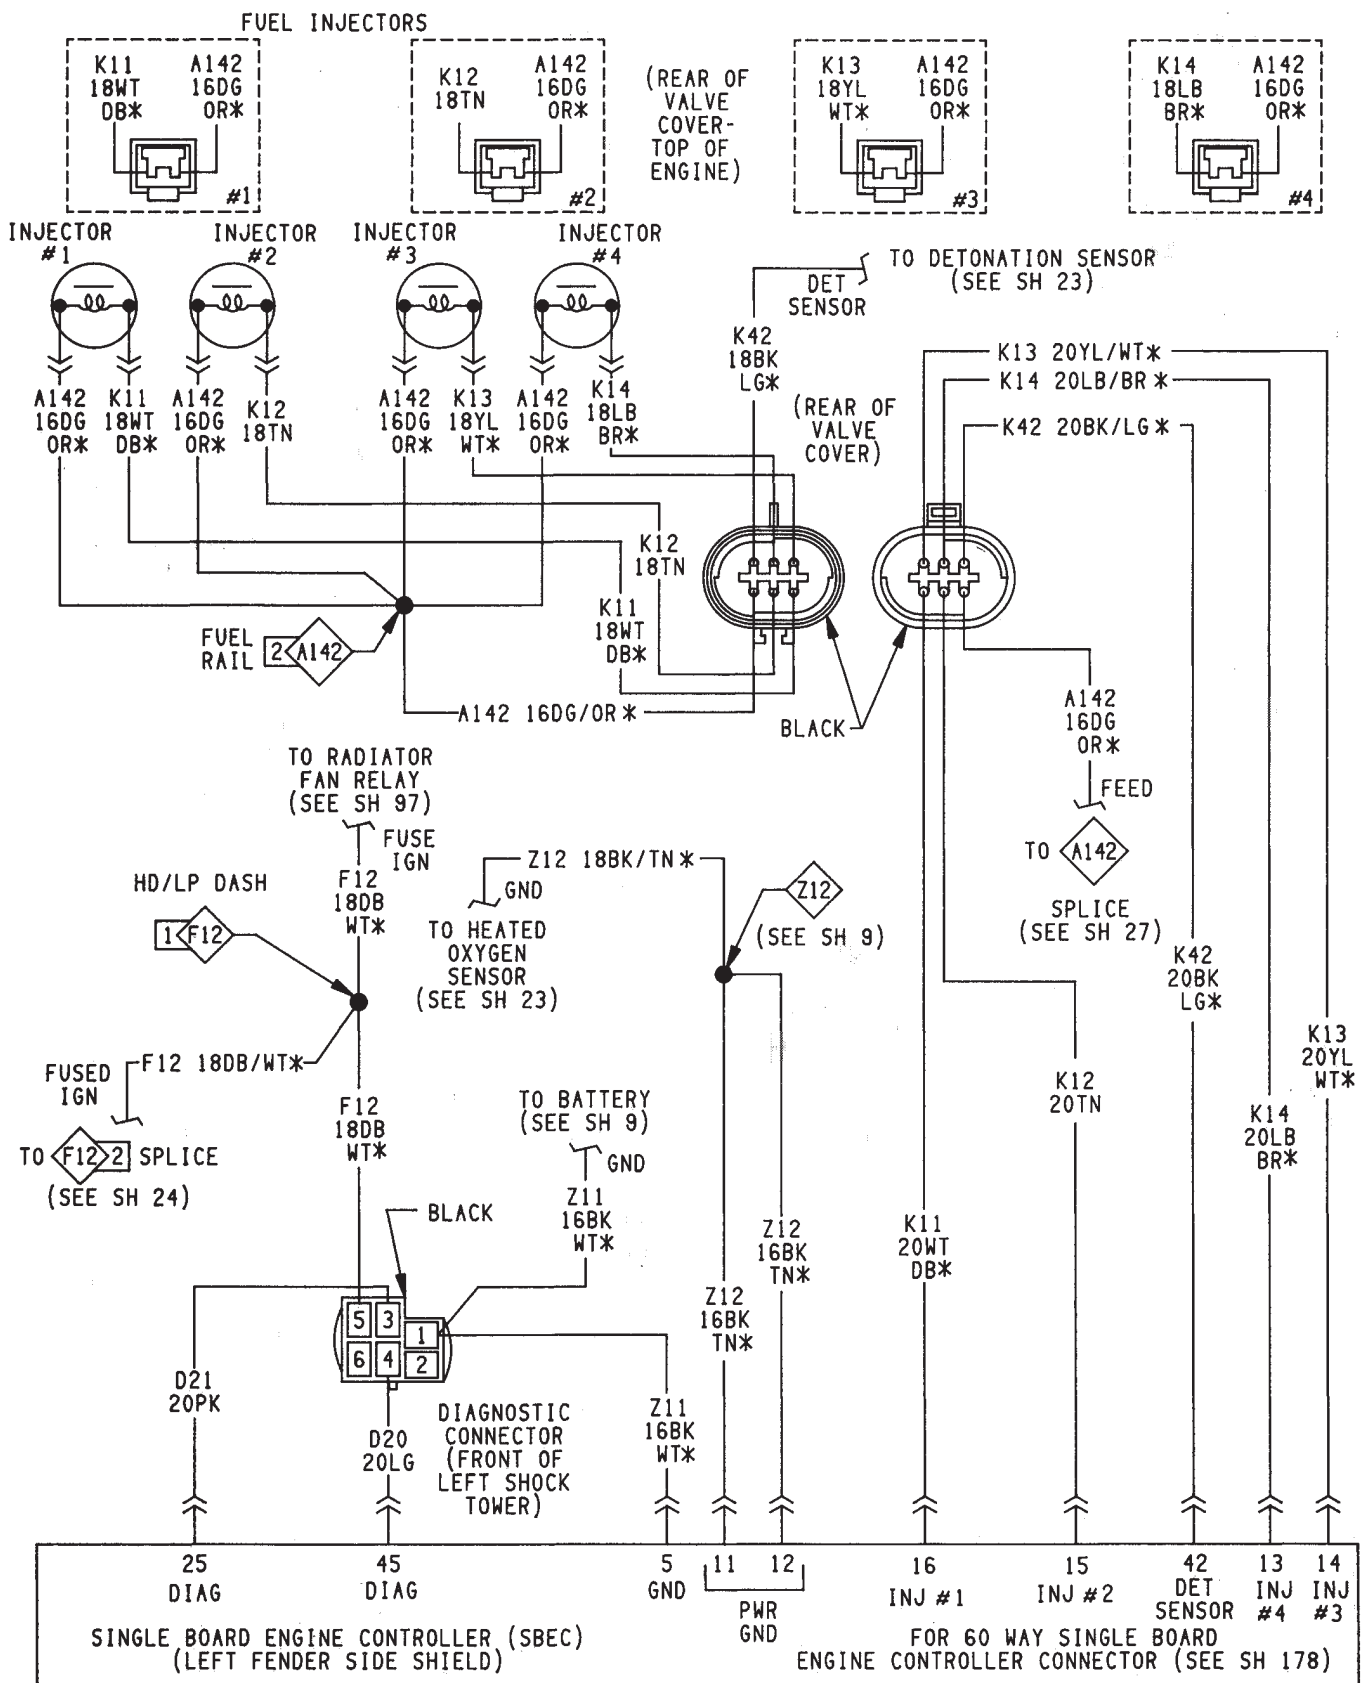 FUEL INJECTORS
K11
18WT
DB*
A142
16DG
OR*
#1
K12
18TN
A142
16DG
OR*
#2
(REAR OF
VALVE
COVER-
TOP OF
ENGINE)
K13
18YL
WT*
A142
16DG
OR*
#3
K14
18LB
BR*
A142
16DG
OR*
#4
INJECTOR
#1
INJECTOR
#2
INJECTOR
#3
INJECTOR
#4
TO DETONATION SENSOR
(SEE SH 23)
DET
SENSOR
K42
18BK
LG*
K13 20YL/WT*
K14 20LB/BR*
K42 20BK/LG*
(REAR OF
VALVE
COVER)
A142
16DG
OR*
K11
18WT
DB*
A142
16DG
OR*
K12
18TN
A142
16DG
OR*
K13
18YL
WT*
A142
16DG
OR*
K14
18LB
BR*
K12
18TN
K11
18WT
DB*
FUEL
RAIL
2 A142
A142 16DG/OR*
BLACK
A142
16DG
OR*
FEED
TO A142
SPLICE
(SEE SH 27)
TO RADIATOR
FAN RELAY
(SEE SH 97)
FUSE
IGN
F12
18DB
WT*
HD/LP DASH
1 F12
Z12 18BK/TN*
GND
TO HEATED
OXYGEN
SENSOR
(SEE SH 23)
Z12
(SEE SH 9)
K42
20BK
LG*
K13
20YL
WT*
F12 18DB/WT*
FUSED
IGN
TO F12 2 SPLICE
(SEE SH 24)
F12
18DB
WT*
TO BATTERY
(SEE SH 9)
GND
K12
20TN
K14
20LB
BR*
Z11
16BK
WT*
BLACK
Z12
16BK
TN*
K11
20WT
DB*
Z12
16BK
TN*
5 3 1
6 4 2
D21
20PK
D20
20LG
DIAGNOSTIC
CONNECTOR
(FRONT OF
LEFT SHOCK
TOWER)
Z11
16BK
WT*
25
DIAG
45
DIAG
5
GND
11 12
PWR
GND
16
INJ #1
15
INJ #2
42
DET
SENSOR
13
INJ
#4
14
INJ
#3
SINGLE BOARD ENGINE CONTROLLER (SBEC)
(LEFT FENDER SIDE SHIELD)
FOR 60 WAY SINGLE BOARD
ENGINE CONTROLLER CONNECTOR (SEE SH 178)